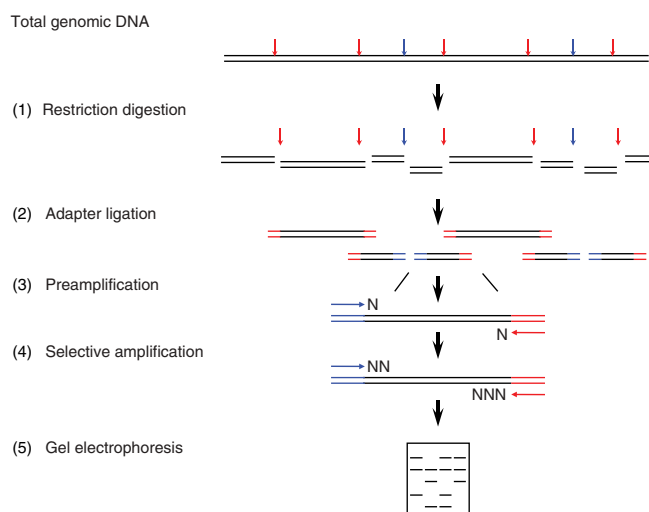 Total genomic DNA
(1) Restriction digestion
(2) Adapter ligation
(3) Preamplification
N
N
(4) Selective amplification
NN
NNN
(5) Gel electrophoresis